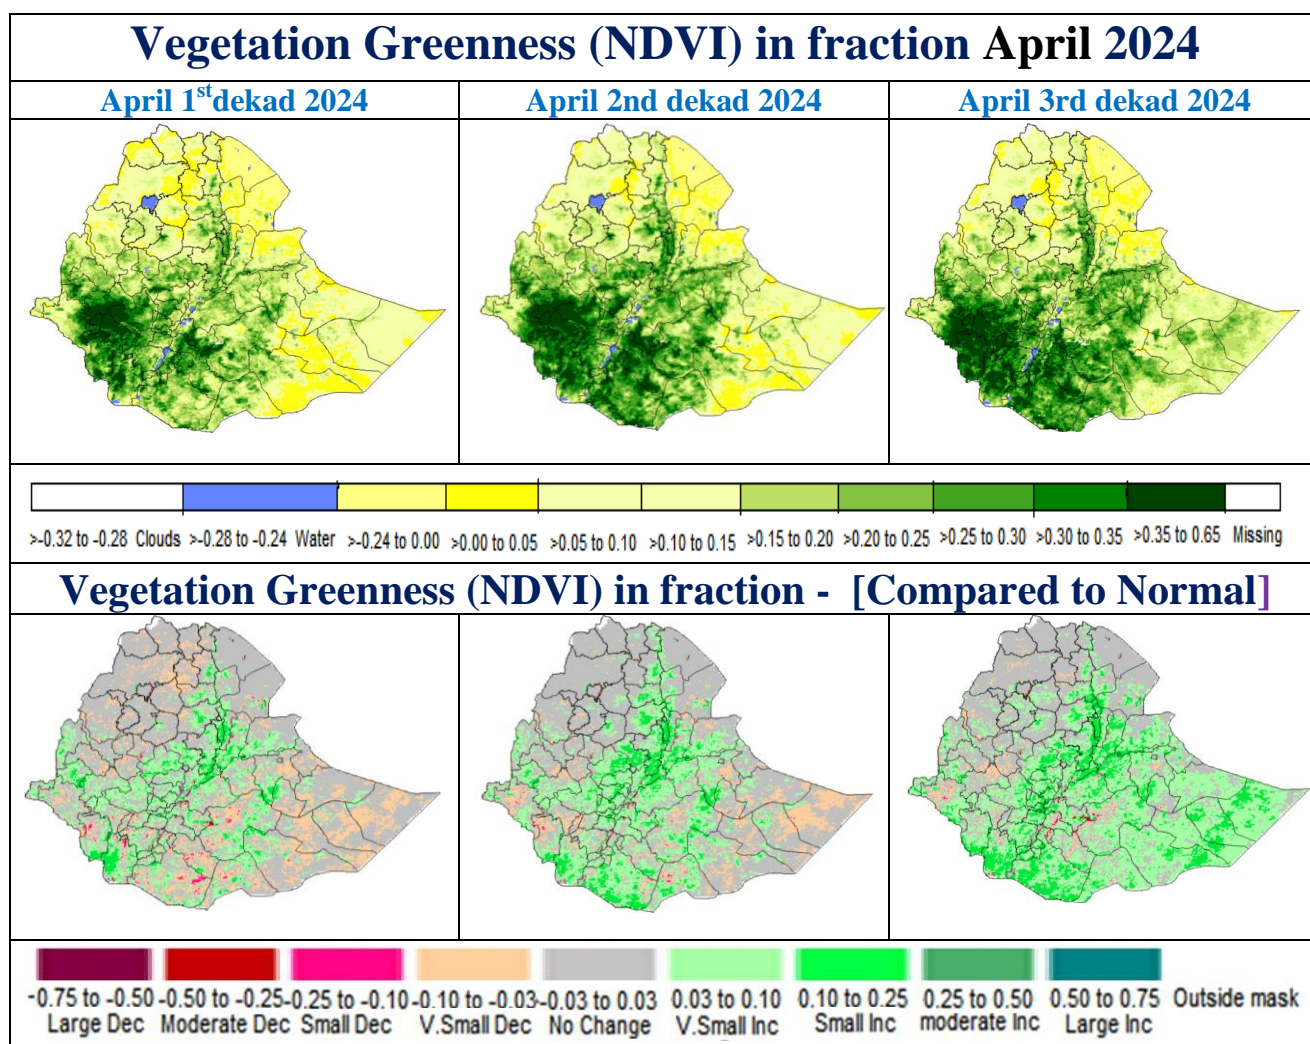 Vegetation Greenness (NDVI) in fraction April 2024
April 1st dekad 2024
April 2nd dekad 2024
April 3rd dekad 2024
>-0.32 to -0.28 Clouds >-0.28 to -0.24 Water >-0.24 to 0.00 >0.00 to 0.05 >0.05 to 0.10 >0.10 to 0.15 >0.15 to 0.20 >0.20 to 0.25 >0.25 to 0.30 >0.30 to 0.35 >0.35 to 0.65 Missing
Vegetation Greenness (NDVI) in fraction - [Compared to Normal]
-0.75 to -0.50 -0.50 to -0.25 -0.25 to -0.10 -0.10 to -0.03 -0.03 to 0.03 0.03 to 0.10 0.10 to 0.25 0.25 to 0.50 0.50 to 0.75 Outside mask
Large Dec Moderate Dec Small Dec V.Small Dec No Change V.Small Inc Small Inc moderate Inc Large Inc